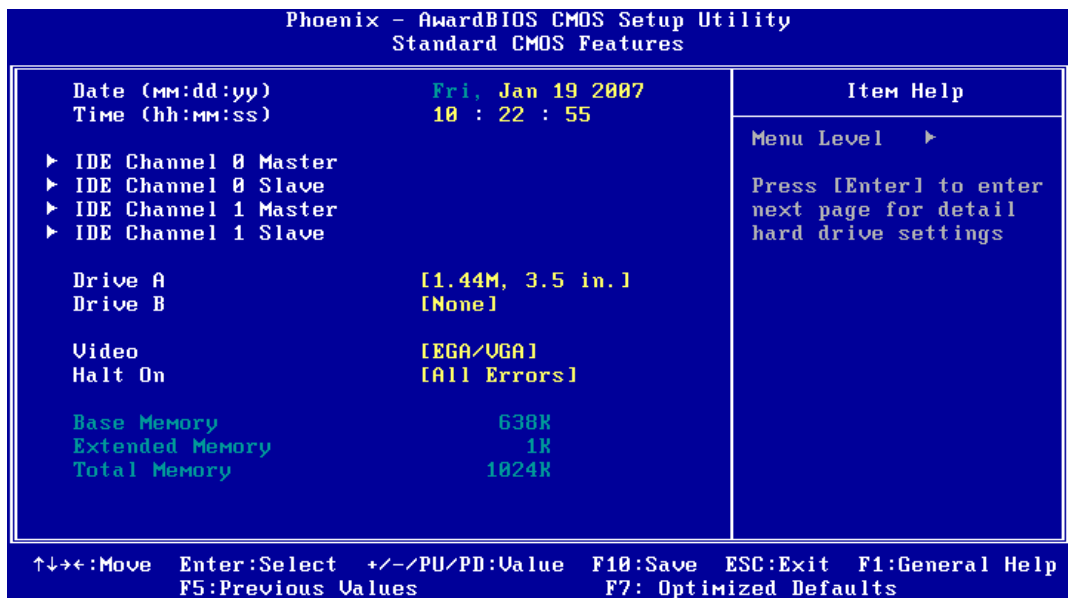 Phoenix - AwardBIOS CMOS Setup Utility
Standard CMOS Features
Date (mm:dd:yy) Fri, Jan 19 2007
Time (hh:mm:ss) 10 : 22 : 55
► IDE Channel 0 Master
► IDE Channel 0 Slave
► IDE Channel 1 Master
► IDE Channel 1 Slave
Drive A [1.44M, 3.5 in.]
Drive B [None]
Video [EGA/VGA]
Halt On [All Errors]
Base Memory 638K
Extended Memory 1K
Total Memory 1024K
Item Help
Menu Level ►
Press [Enter] to enter
next page for detail
hard drive settings
↑↓→←:Move Enter:Select +/-/PU/PD:Value F10:Save ESC:Exit F1:General Help
F5:Previous Values F7: Optimized Defaults